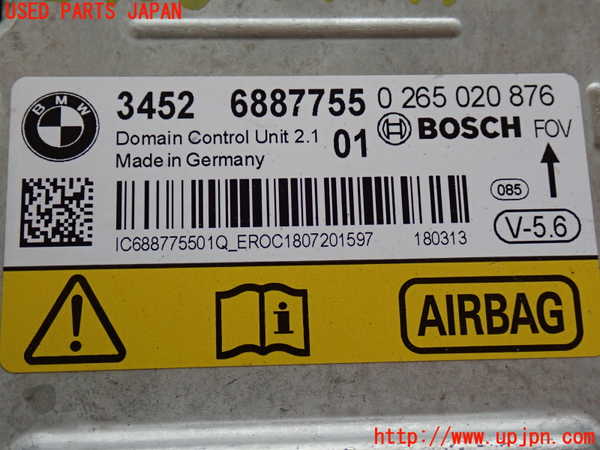 USED PARTS JAPAN
BMW
3452 6887755 0 265 020 876
Domain Control Unit 2.1 01 BOSCH FOV
Made in Germany
085
IC688775501Q_EROC1807201597 180313
V-5.6
AIRBAG
http://www.upjpn.com/